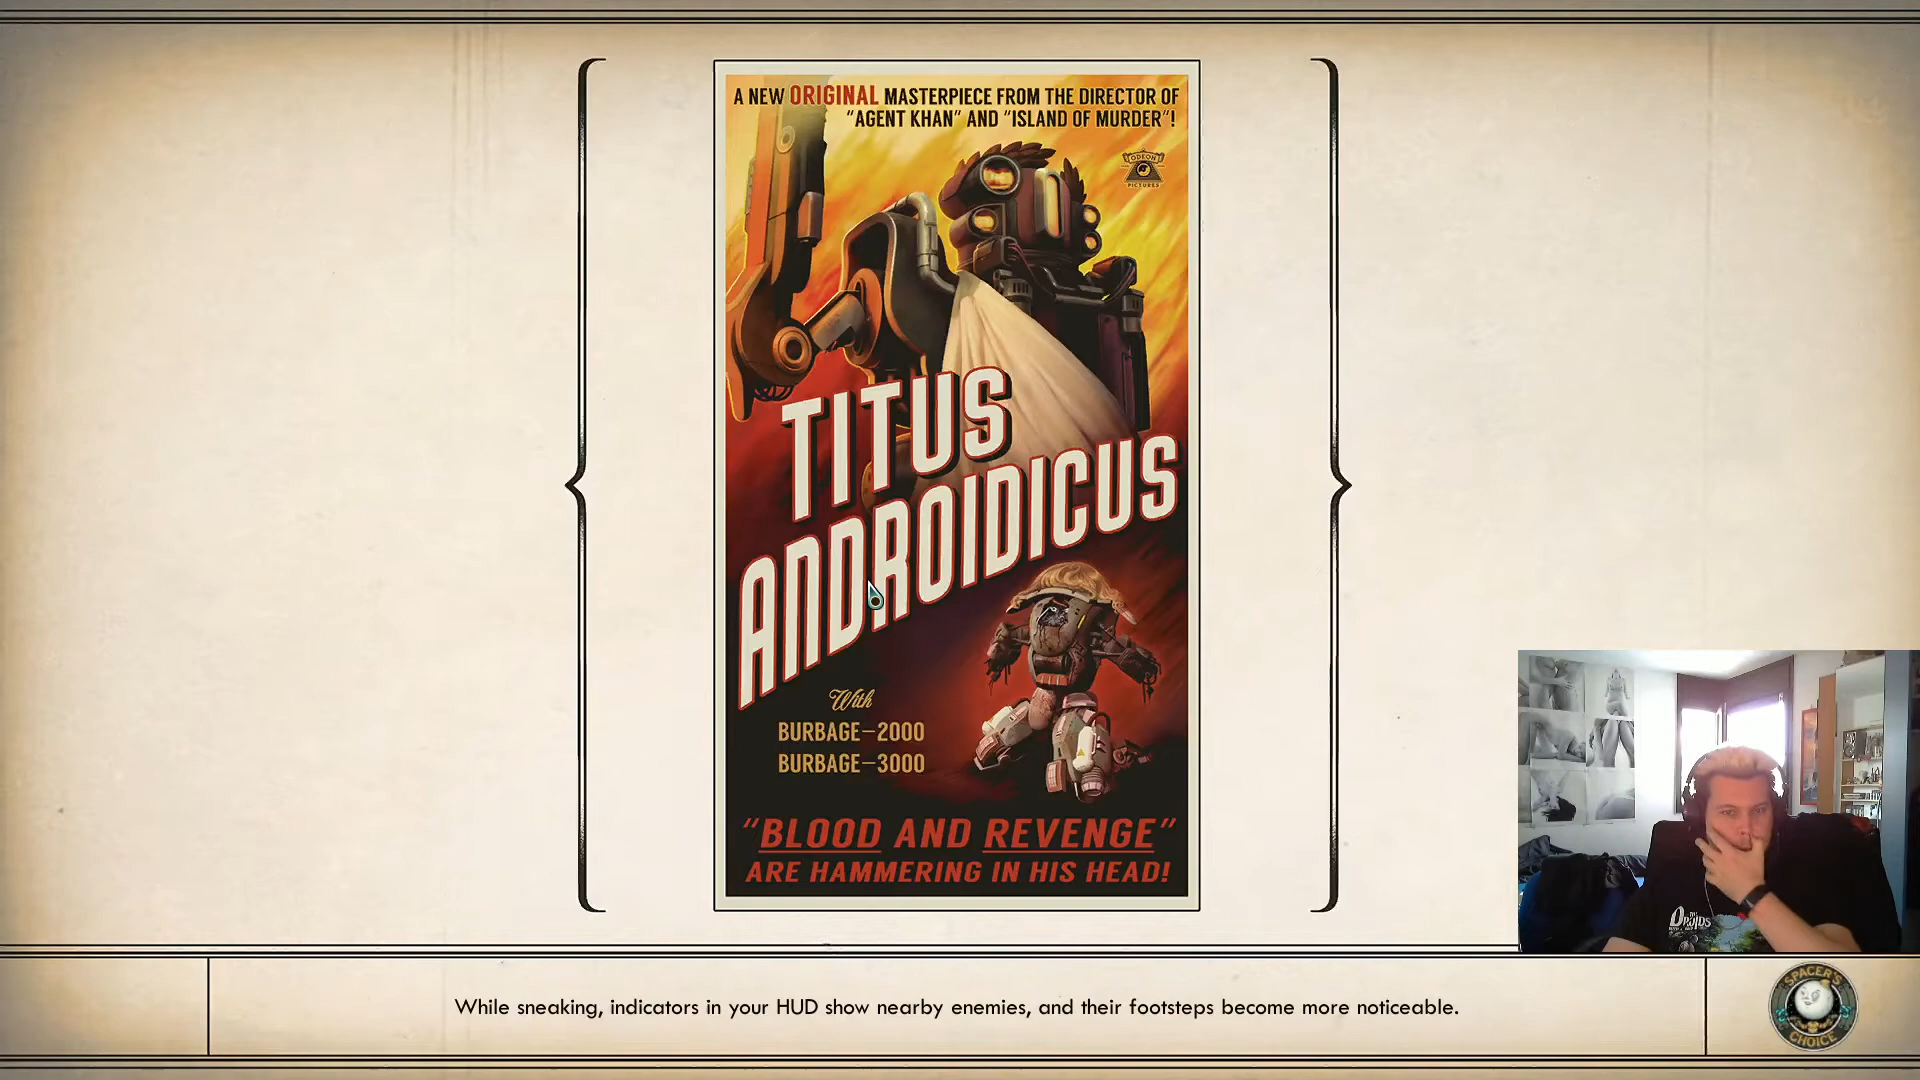 A NEW ORIGINAL MASTERPIECE FROM THE DIRECTOR OF
"AGENT KHAN" AND "ISLAND OF MURDER"!
ODEON
PICTURES
TITUS
ANDROIDICUS
With
BURBAGE-2000
BURBAGE-3000
"BLOOD AND REVENGE"
ARE HAMMERING IN HIS HEAD!
While sneaking, indicators in your HUD show nearby enemies, and their footsteps become more noticeable.
SPACER'S
CHOICE